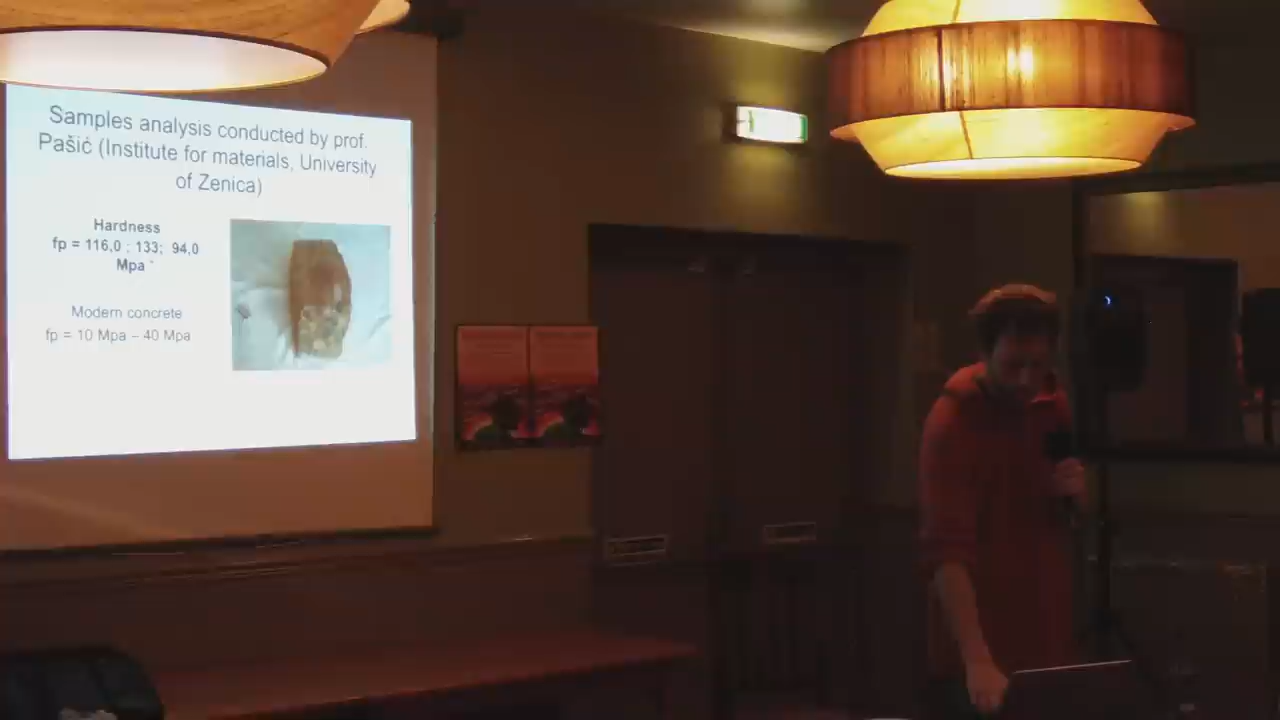 Samples analysis conducted by prof.
Pašić (Institute for materials, University
of Zenica)
Hardness
fp = 116,0 ; 133; 94,0
Mpa
Modern concrete
fp = 10 Mpa – 40 Mpa